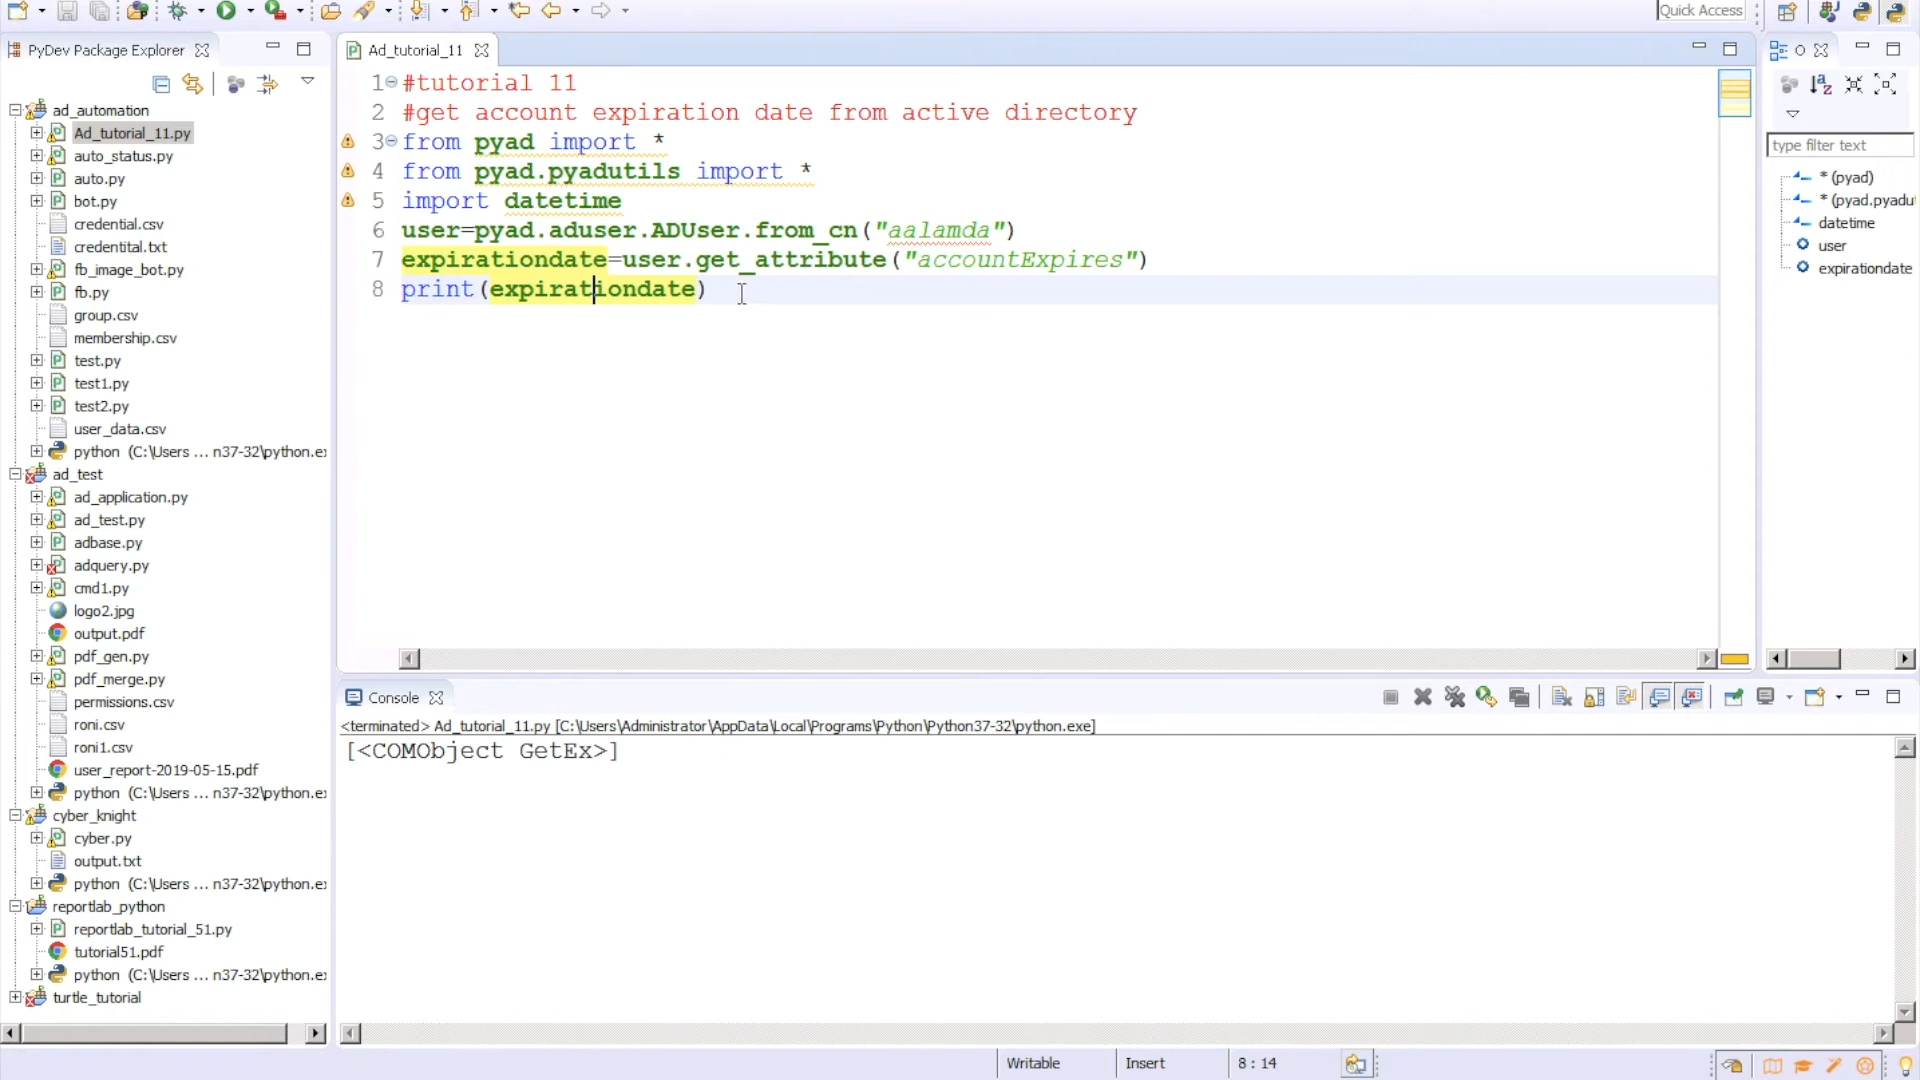 Quick Access
PyDev Package Explorer
ad_automation
Ad_tutorial_11.py
auto_status.py
auto.py
bot.py
credential.csv
credentital.txt
fb_image_bot.py
fb.py
group.csv
membership.csv
test.py
test1.py
test2.py
user_data.csv
python (C:\Users ... n37-32\python.e
ad_test
ad_application.py
ad_test.py
adbase.py
adquery.py
cmd1.py
logo2.jpg
output.pdf
pdf_gen.py
pdf_merge.py
permissions.csv
roni.csv
roni1.csv
user_report-2019-05-15.pdf
python (C:\Users ... n37-32\python.e
cyber_knight
cyber.py
output.txt
python (C:\Users ... n37-32\python.e
reportlab_python
reportlab_tutorial_51.py
tutorial51.pdf
python (C:\Users ... n37-32\python.e
turtle_tutorial
Ad_tutorial_11
1 #tutorial 11
2 #get account expiration date from active directory
3 from pyad import *
4 from pyad.pyadutils import *
5 import datetime
6 user=pyad.aduser.ADUser.from_cn("aalamda")
7 expirationdate=user.get_attribute("accountExpires")
8 print(expirationdate)
type filter text
* (pyad)
* (pyad.pyadu
datetime
user
expirationdate
Console
<terminated> Ad_tutorial_11.py [C:\Users\Administrator\AppData\Local\Programs\Python\Python37-32\python.exe]
[<COMObject GetEx>]
Writable
Insert
8 : 14